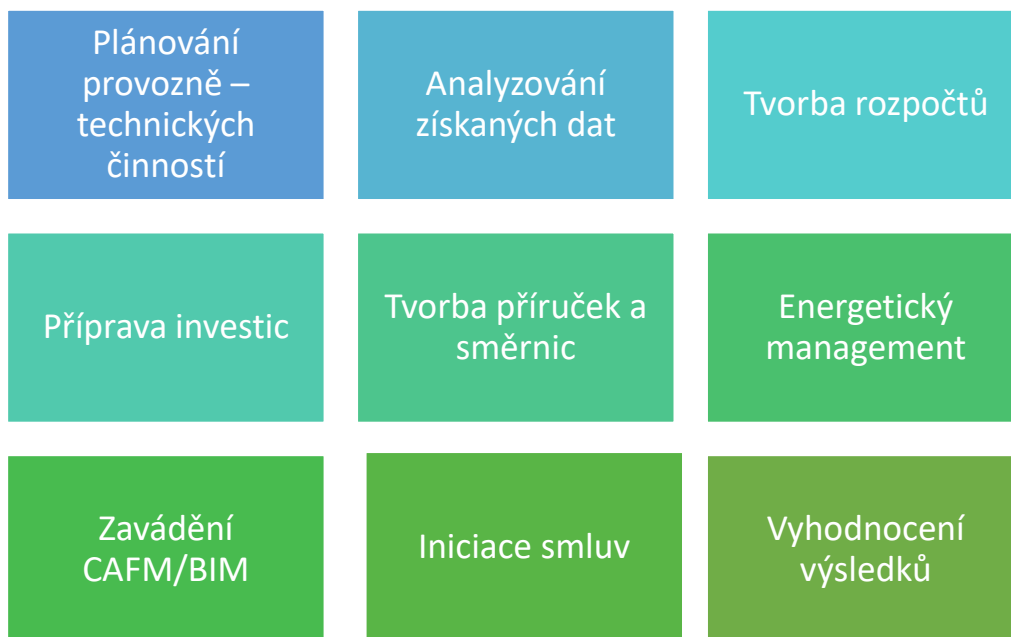 Plánování
provozně –
technických
činností
Analyzování
získaných dat
Tvorba rozpočtů
Příprava investic
Tvorba příruček a
směrnic
Energetický
management
Zavádění
CAFM/BIM
Iniciace smluv
Vyhodnocení
výsledků